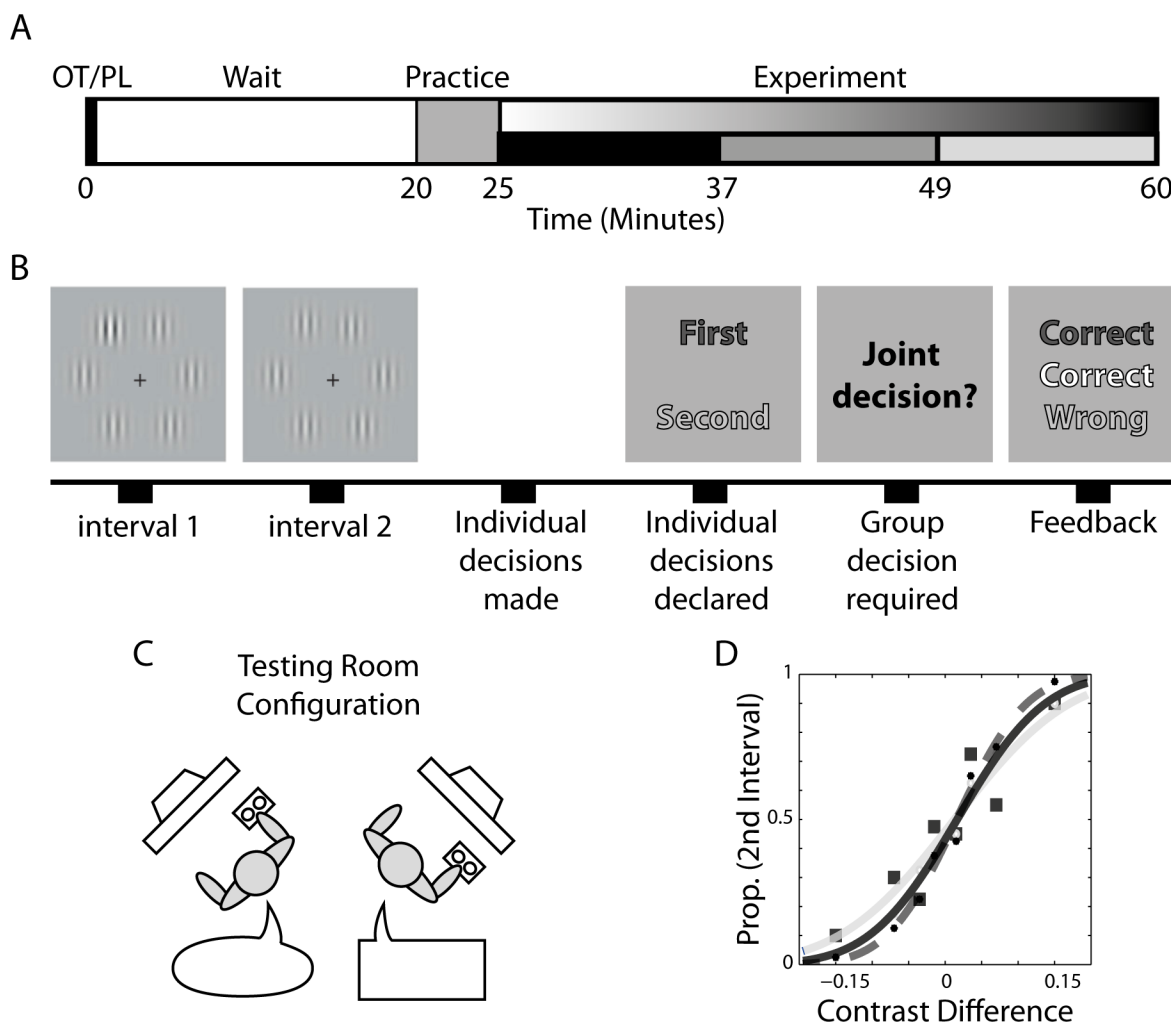 A
OT/PL Wait Practice Experiment
0 20 25 37 49 60
Time (Minutes)
B
First
Second
Joint
decision?
Correct
Correct
Wrong
interval 1
interval 2
Individual
decisions
made
Individual
decisions
declared
Group
decision
required
Feedback
C
Testing Room
Configuration
D
Prop. (2nd Interval)
1
0.5
0
−0.15 0 0.15
Contrast Difference